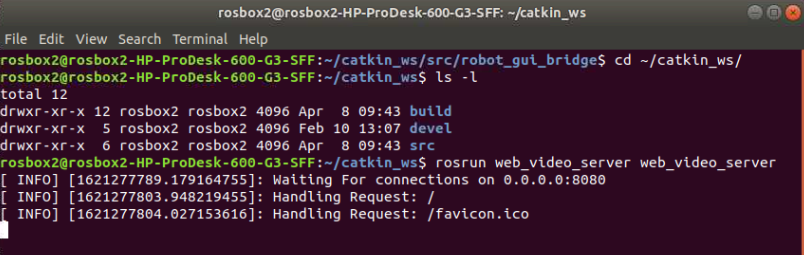 rosbox2@rosbox2-HP-ProDesk-600-G3-SFF: ~/catkin_ws
File Edit View Search Terminal Help
rosbox2@rosbox2-HP-ProDesk-600-G3-SFF:~/catkin_ws/src/robot_gui_bridge$ cd ~/catkin_ws/
rosbox2@rosbox2-HP-ProDesk-600-G3-SFF:~/catkin_ws$ ls -l
total 12
drwxr-xr-x 12 rosbox2 rosbox2 4096 Apr  8 09:43 build
drwxr-xr-x  5 rosbox2 rosbox2 4096 Feb 10 13:07 devel
drwxr-xr-x  6 rosbox2 rosbox2 4096 Apr  8 09:43 src
rosbox2@rosbox2-HP-ProDesk-600-G3-SFF:~/catkin_ws$ rosrun web_video_server web_video_server
[ INFO] [1621277789.179164755]: Waiting For connections on 0.0.0.0:8080
[ INFO] [1621277803.948219455]: Handling Request: /
[ INFO] [1621277804.027153616]: Handling Request: /favicon.ico